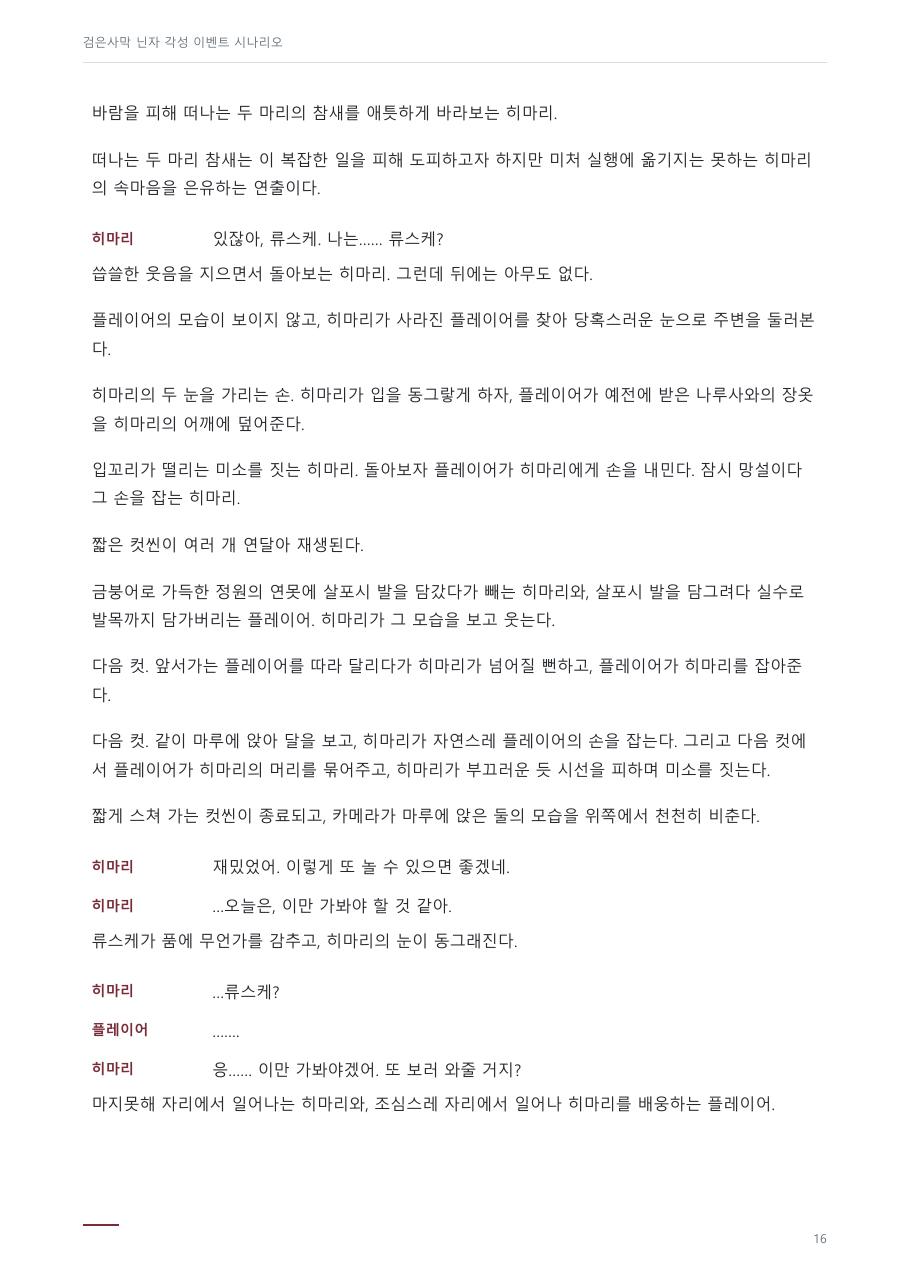 검은사막 닌자 각성 이벤트 시나리오
바람을 피해 떠나는 두 마리의 참새를 애틋하게 바라보는 히마리.
떠나는 두 마리 참새는 이 복잡한 일을 피해 도피하고자 하지만 미처 실행에 옮기지는 못하는 히마리
의 속마음을 은유하는 연출이다.
히마리 있잖아, 류스케. 나는...... 류스케?
씁쓸한 웃음을 지으면서 돌아보는 히마리. 그런데 뒤에는 아무도 없다.
플레이어의 모습이 보이지 않고, 히마리가 사라진 플레이어를 찾아 당혹스러운 눈으로 주변을 둘러본
다.
히마리의 두 눈을 가리는 손. 히마리가 입을 동그랗게 하자, 플레이어가 예전에 받은 나루사와의 장옷
을 히마리의 어깨에 덮어준다.
입꼬리가 떨리는 미소를 짓는 히마리. 돌아보자 플레이어가 히마리에게 손을 내민다. 잠시 망설이다
그 손을 잡는 히마리.
짧은 컷씬이 여러 개 연달아 재생된다.
금붕어로 가득한 정원의 연못에 살포시 발을 담갔다가 빼는 히마리와, 살포시 발을 담그려다 실수로
발목까지 담가버리는 플레이어. 히마리가 그 모습을 보고 웃는다.
다음 컷. 앞서가는 플레이어를 따라 달리다가 히마리가 넘어질 뻔하고, 플레이어가 히마리를 잡아준
다.
다음 컷. 같이 마루에 앉아 달을 보고, 히마리가 자연스레 플레이어의 손을 잡는다. 그리고 다음 컷에
서 플레이어가 히마리의 머리를 묶어주고, 히마리가 부끄러운 듯 시선을 피하며 미소를 짓는다.
짧게 스쳐 가는 컷씬이 종료되고, 카메라가 마루에 앉은 둘의 모습을 위쪽에서 천천히 비춘다.
히마리 재밌었어. 이렇게 또 놀 수 있으면 좋겠네.
히마리 ...오늘은, 이만 가봐야 할 것 같아.
류스케가 품에 무언가를 감추고, 히마리의 눈이 동그래진다.
히마리 ...류스케?
플레이어 .......
히마리 응...... 이만 가봐야겠어. 또 보러 와줄 거지?
마지못해 자리에서 일어나는 히마리와, 조심스레 자리에서 일어나 히마리를 배웅하는 플레이어.
16